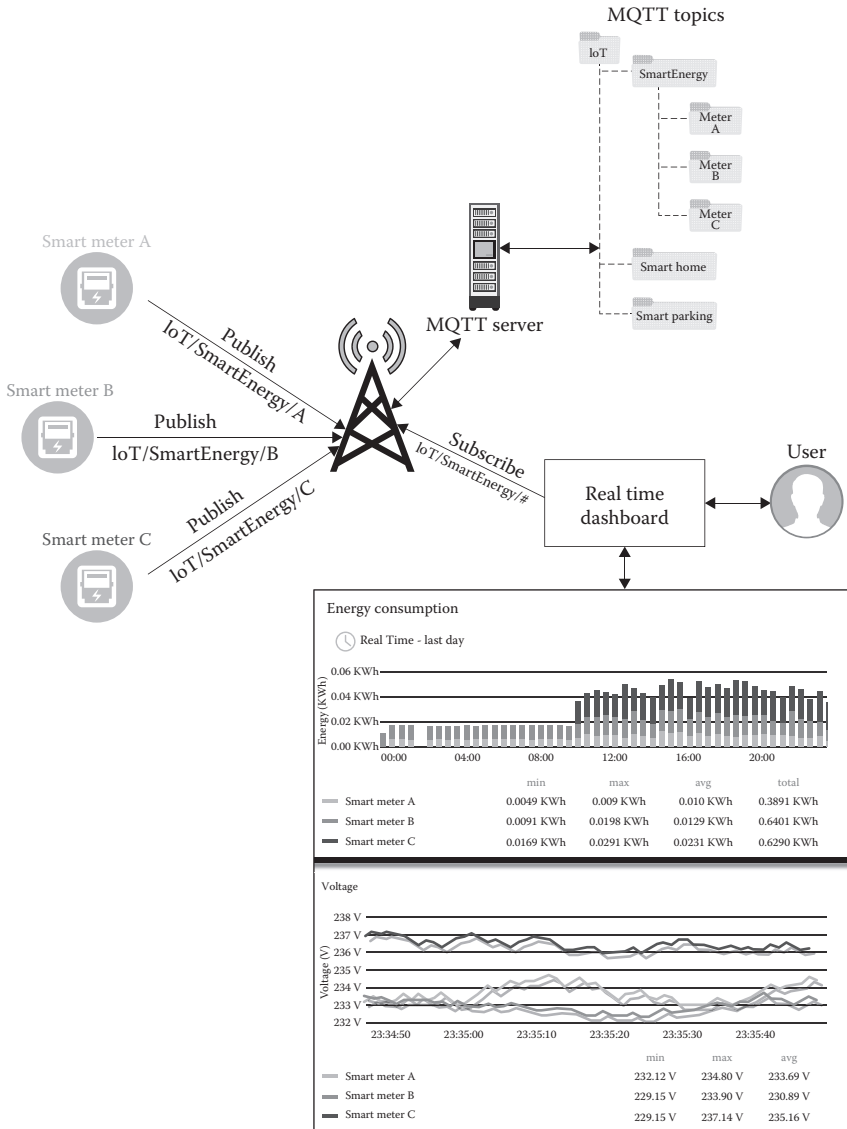 MQTT topics
IoT
SmartEnergy
Meter
A
Meter
B
Meter
C
Smart home
Smart parking
MQTT server
Smart meter A
Publish
IoT/SmartEnergy/A
Smart meter B
Publish
IoT/SmartEnergy/B
Smart meter C
Publish
IoT/SmartEnergy/C
Subscribe
IoT/SmartEnergy/#
Real time
dashboard
User
Energy consumption
Real Time - last day
Energy (KWh)
0.06 KWh
0.04 KWh
0.02 KWh
0.00 KWh
00:00 04:00 08:00 12:00 16:00 20:00
min max avg total
Smart meter A 0.0049 KWh 0.009 KWh 0.010 KWh 0.3891 KWh
Smart meter B 0.0091 KWh 0.0198 KWh 0.0129 KWh 0.6401 KWh
Smart meter C 0.0169 KWh 0.0291 KWh 0.0231 KWh 0.6290 KWh
Voltage
Voltage (V)
238 V
237 V
236 V
235 V
234 V
233 V
232 V
23:34:50 23:35:00 23:35:10 23:35:20 23:35:30 23:35:40
min max avg
Smart meter A 232.12 V 234.80 V 233.69 V
Smart meter B 229.15 V 233.90 V 230.89 V
Smart meter C 229.15 V 237.14 V 235.16 V